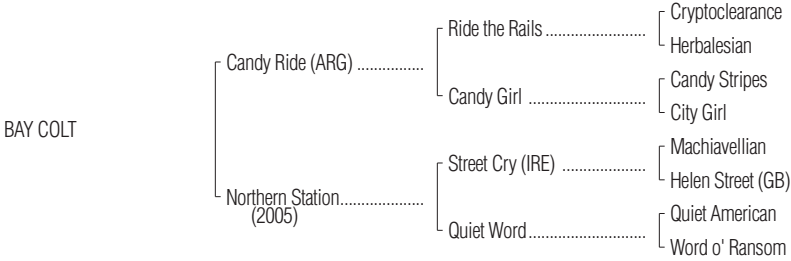 Cryptoclearance
Ride the Rails ........................
Herbalesian
Candy Ride (ARG) ................
Candy Stripes
Candy Girl ............................
City Girl
BAY COLT
Machiavellian
Street Cry (IRE) ....................
Helen Street (GB)
Northern Station....................
(2005)
Quiet American
Quiet Word............................
Word o' Ransom